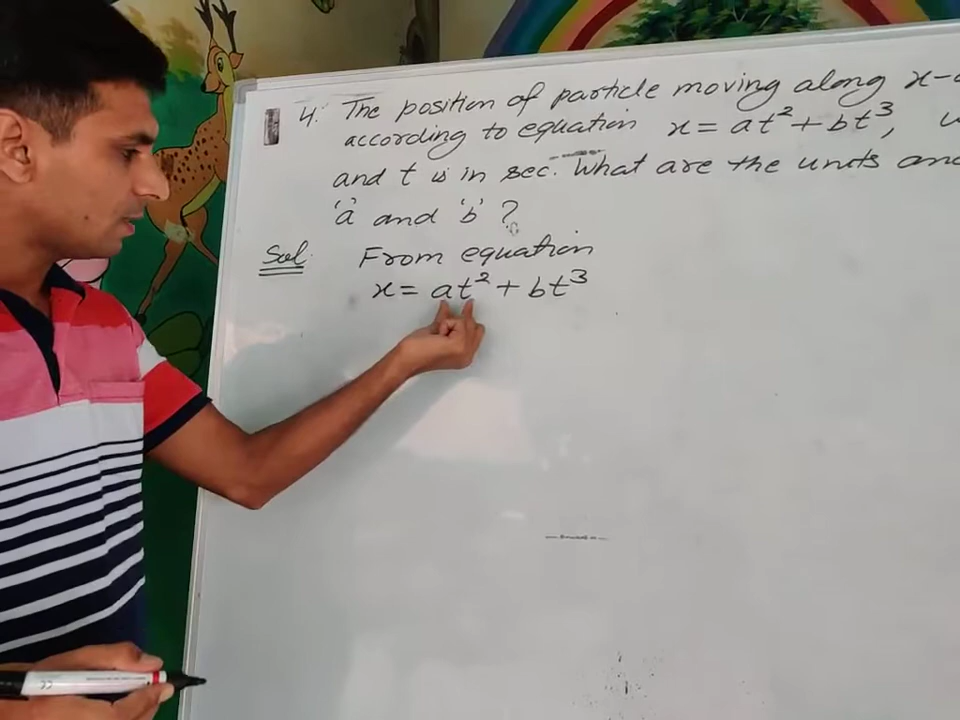 4. The position of particle moving along x-
according to equation x = at² + bt³,
and t is in sec. What are the units
'a' and 'b' ?
Sol From equation
x = at² + bt³